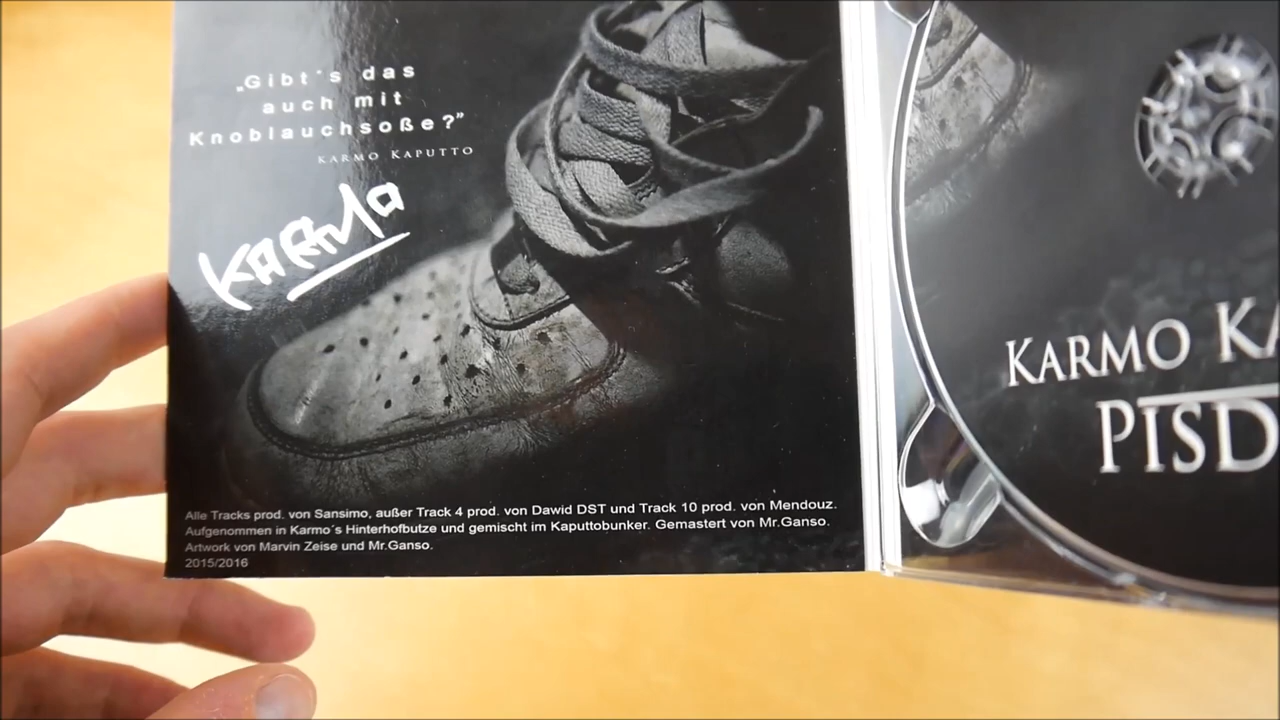 „Gibt´s das
auch mit
Knoblauchsoße?”
KARMO KAPUTTO
KARMO
Alle Tracks prod. von Sansimo, außer Track 4 prod. von Dawid DST und Track 10 prod. von Mendouz.
Aufgenommen in Karmo´s Hinterhofbutze und gemischt im Kaputtobunker. Gemastert von Mr.Ganso.
Artwork von Marvin Zeise und Mr.Ganso.
2015/2016
KARMO KA
PISD